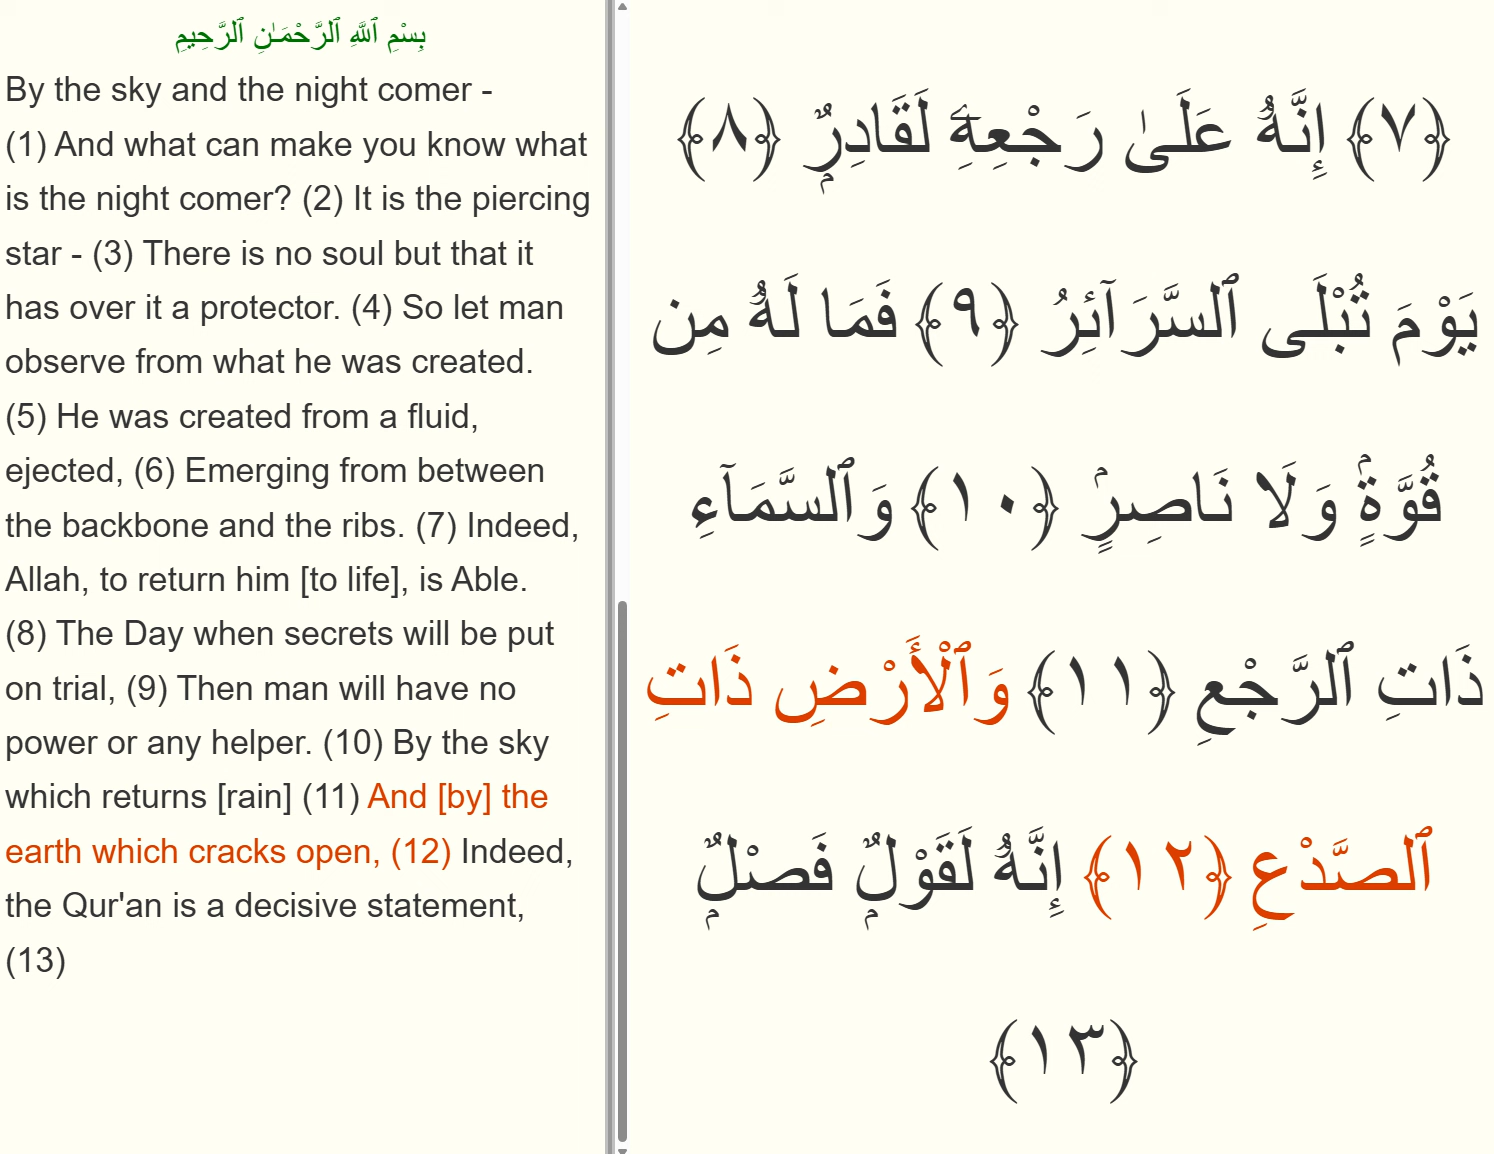 بِسْمِ ٱللَّهِ ٱلرَّحْمَـٰنِ ٱلرَّحِيمِ
By the sky and the night comer -
(1) And what can make you know what
is the night comer? (2) It is the piercing
star - (3) There is no soul but that it
has over it a protector. (4) So let man
observe from what he was created.
(5) He was created from a fluid,
ejected, (6) Emerging from between
the backbone and the ribs. (7) Indeed,
Allah, to return him [to life], is Able.
(8) The Day when secrets will be put
on trial, (9) Then man will have no
power or any helper. (10) By the sky
which returns [rain] (11) And [by] the
earth which cracks open, (12) Indeed,
the Qur'an is a decisive statement,
(13)
﴿٧﴾ إِنَّهُۥ عَلَىٰ رَجْعِهِۦ لَقَادِرٌۭ ﴿٨﴾
يَوْمَ تُبْلَى ٱلسَّرَآئِرُ ﴿٩﴾ فَمَا لَهُۥ مِن
قُوَّةٍۢ وَلَا نَاصِرٍۢ ﴿١٠﴾ وَٱلسَّمَآءِ
ذَاتِ ٱلرَّجْعِ ﴿١١﴾ وَٱلْأَرْضِ ذَاتِ
ٱلصَّدْعِ ﴿١٢﴾ إِنَّهُۥ لَقَوْلٌۭ فَصْلٌۭ
﴿١٣﴾